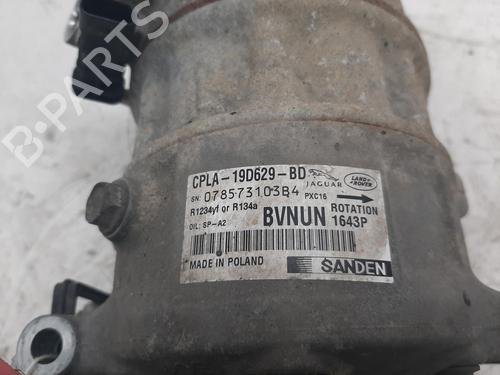 CPLA-19D629-BD
JAGUAR
LAND ROVER
SN: 078573103B4
PXC16
R1234yf or R134a
BVNUN
ROTATION
OIL: SP-A2
1643P
MADE IN POLAND
SANDEN
B-Parts